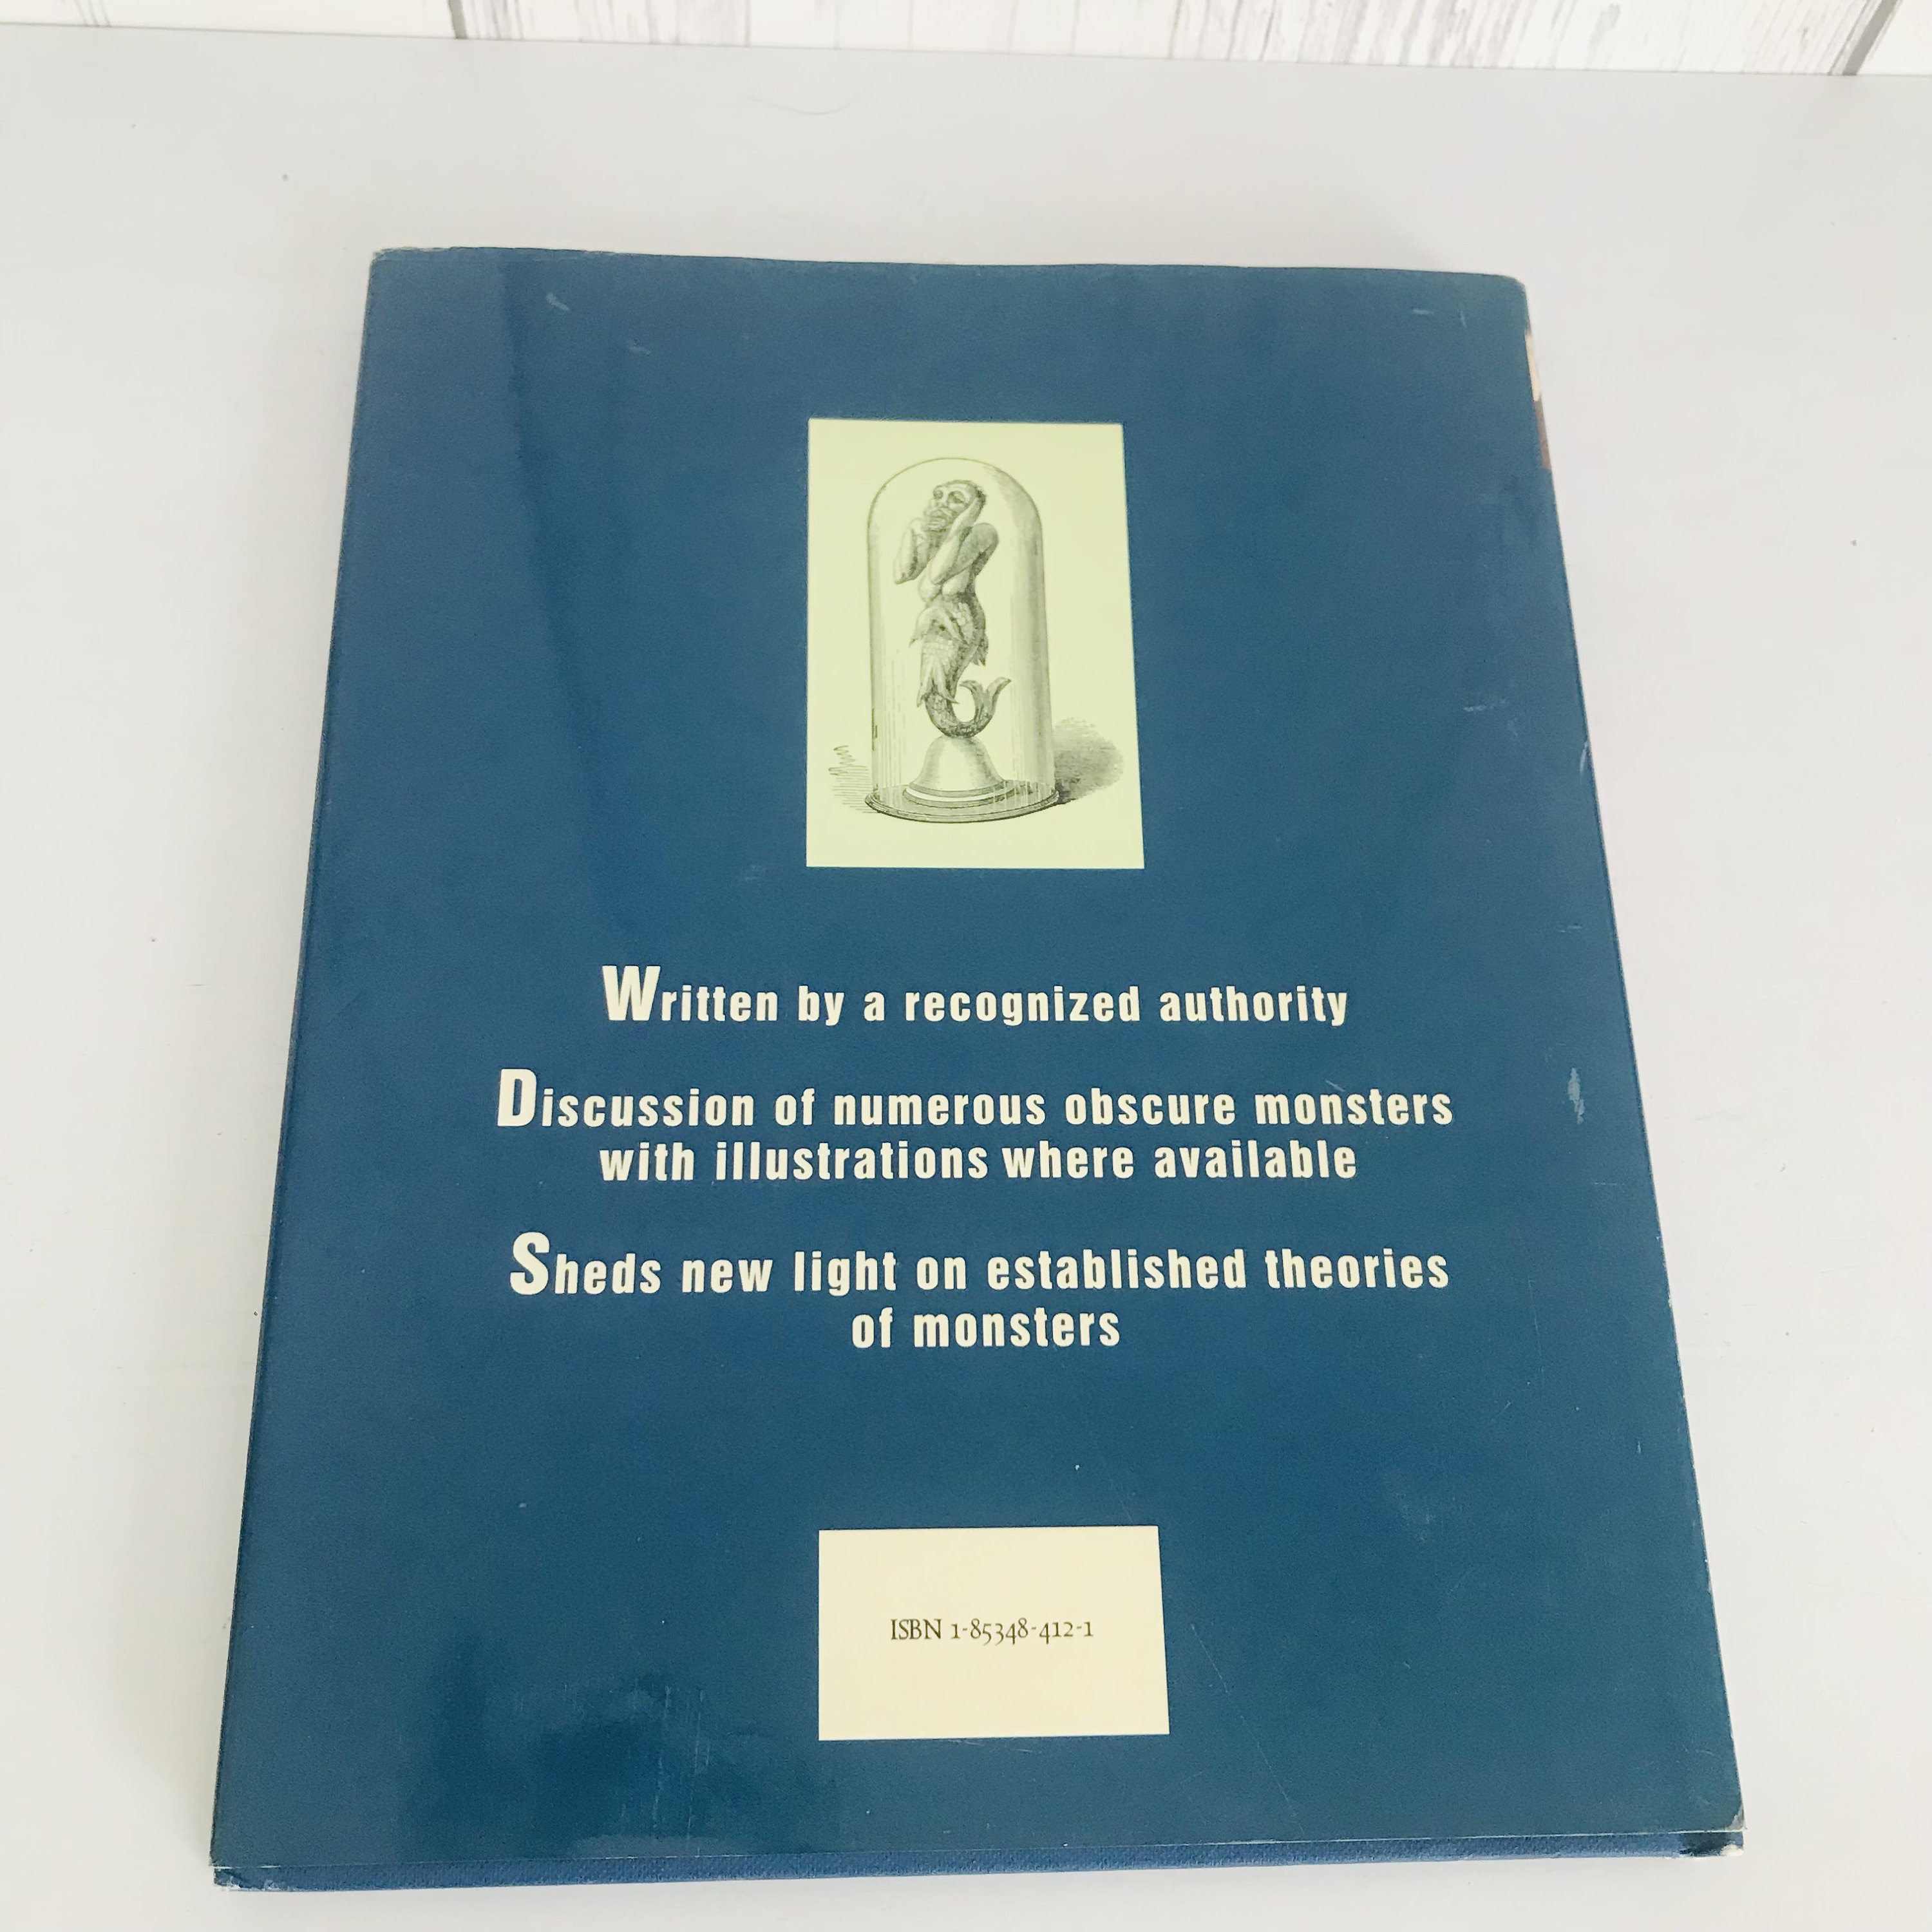 Written by a recognized authority
Discussion of numerous obscure monsters
with illustrations where available
Sheds new light on established theories
of monsters
ISBN 1-85348-412-1